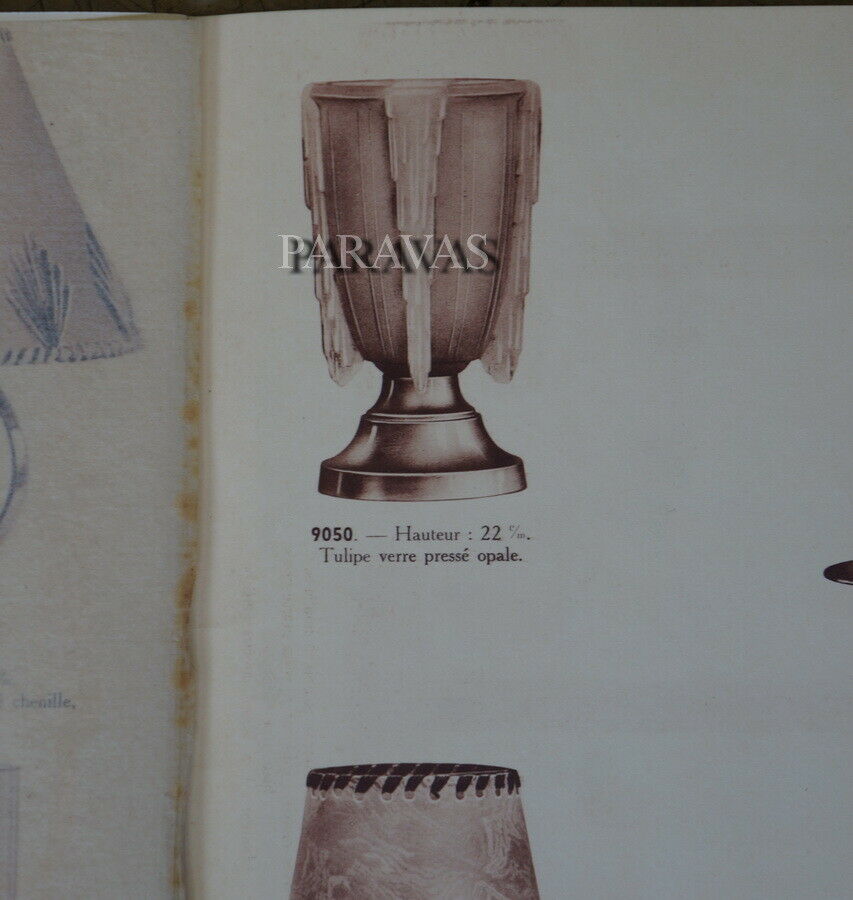 PARAVAS
9050. — Hauteur : 22 c/m.
Tulipe verre pressé opale.
chenille,